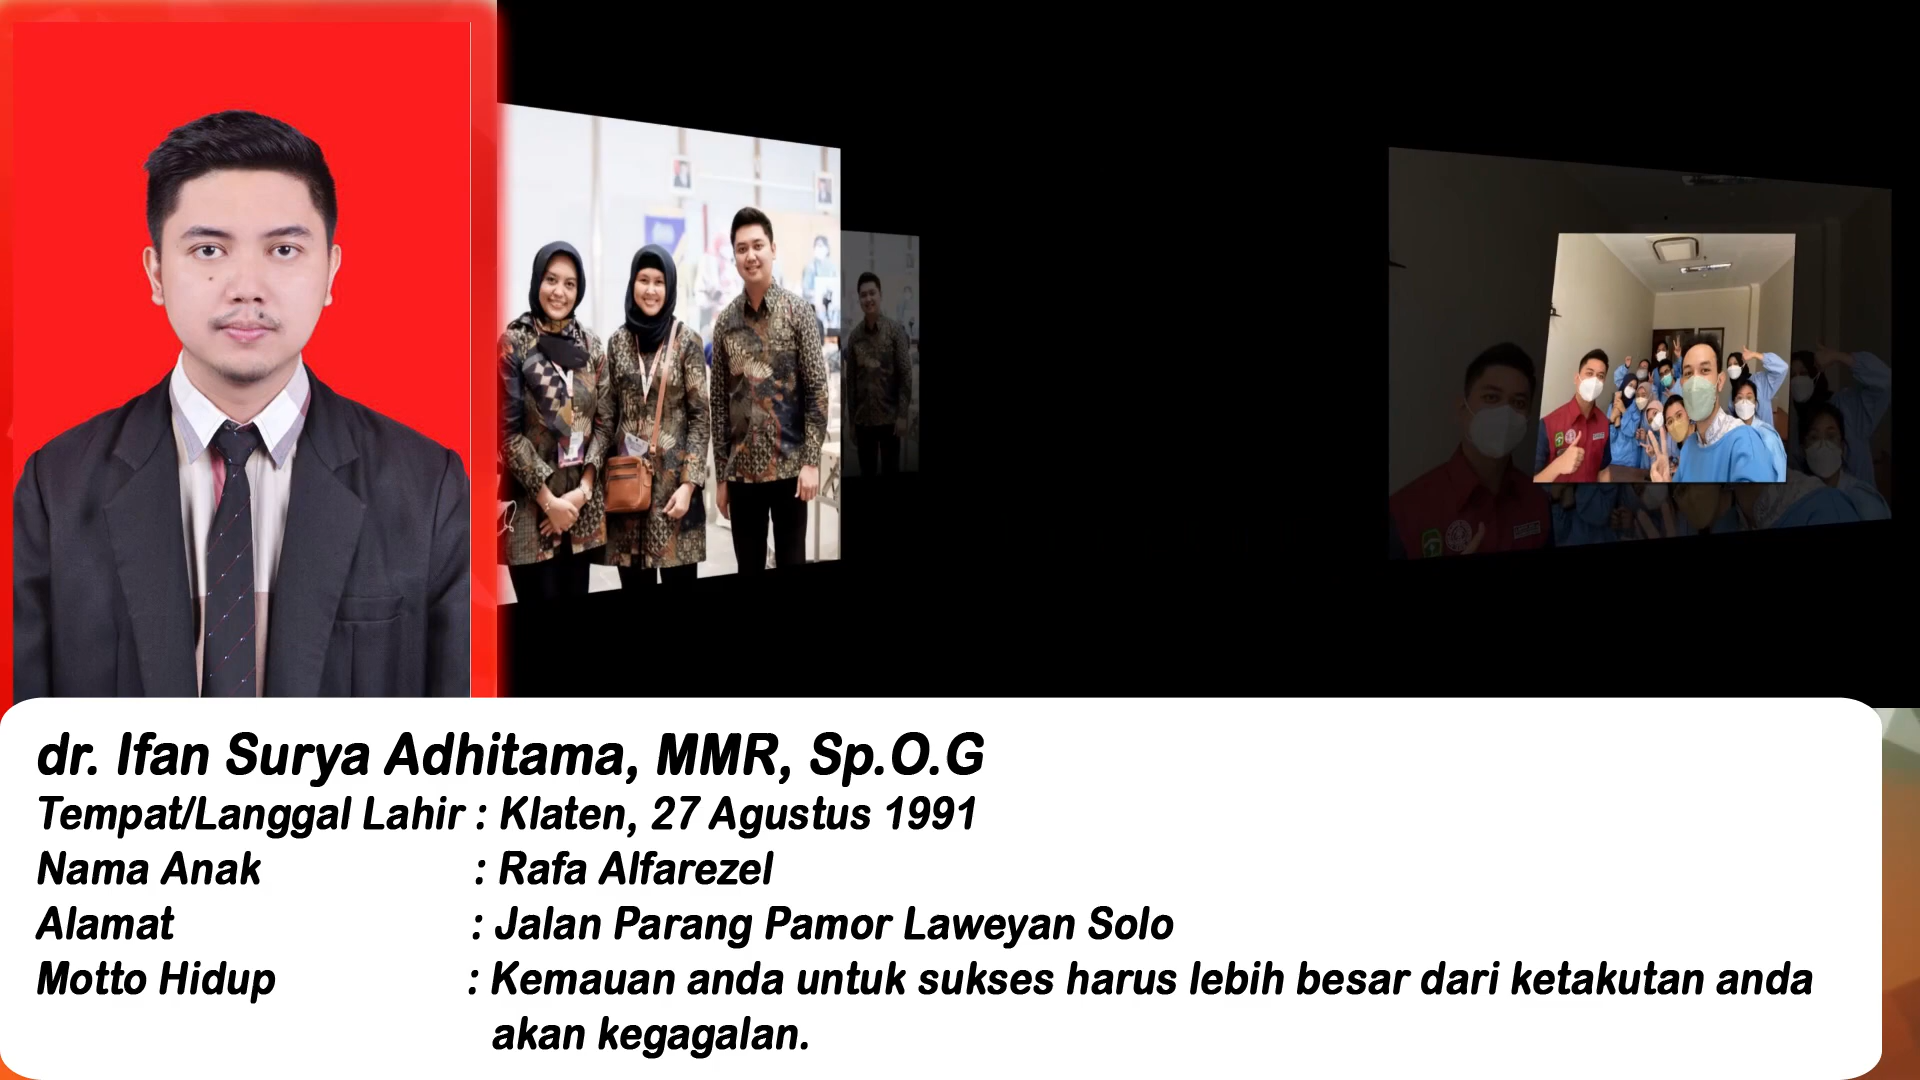 dr. Ifan Surya Adhitama, MMR, Sp.O.G
Tempat/Langgal Lahir : Klaten, 27 Agustus 1991
Nama Anak : Rafa Alfarezel
Alamat : Jalan Parang Pamor Laweyan Solo
Motto Hidup : Kemauan anda untuk sukses harus lebih besar dari ketakutan anda
akan kegagalan.